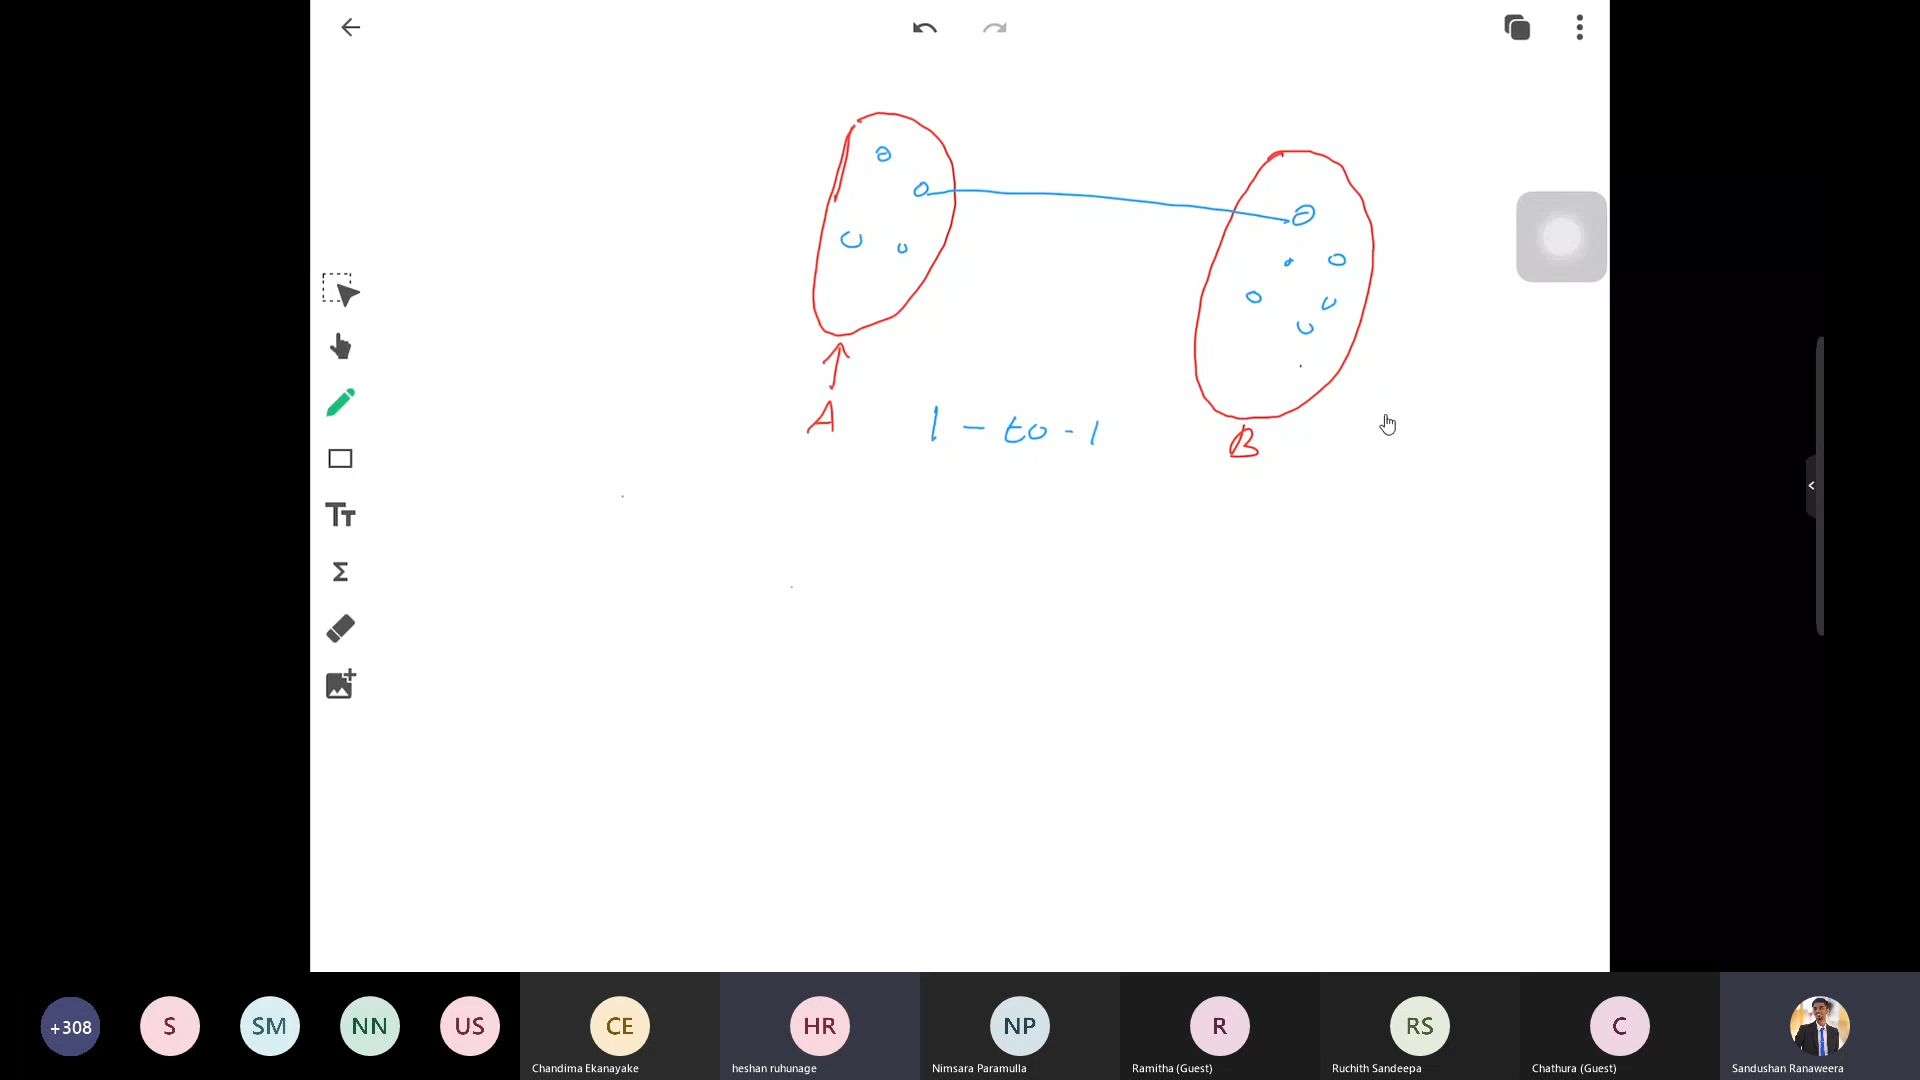 A
1 - to - 1
B
TT
Σ
<
+308
S
SM
NN
US
CE
HR
NP
R
RS
C
Chandima Ekanayake
heshan ruhunage
Nimsara Paramulla
Ramitha (Guest)
Ruchith Sandeepa
Chathura (Guest)
Sandushan Ranaweera